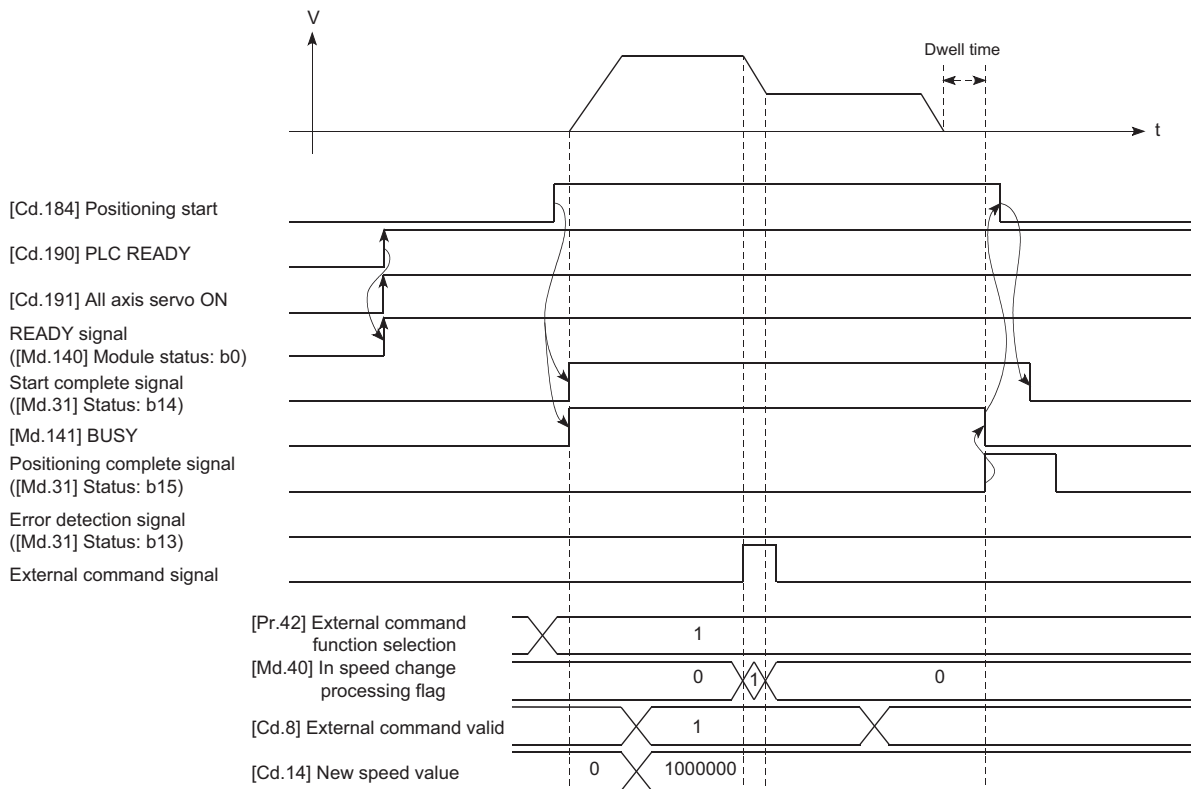 V
Dwell time
t
[Cd.184] Positioning start
[Cd.190] PLC READY
[Cd.191] All axis servo ON
READY signal
([Md.140] Module status: b0)
Start complete signal
([Md.31] Status: b14)
[Md.141] BUSY
Positioning complete signal
([Md.31] Status: b15)
Error detection signal
([Md.31] Status: b13)
External command signal
[Pr.42] External command
function selection
1
[Md.40] In speed change
processing flag
0
1
0
[Cd.8] External command valid
1
[Cd.14] New speed value
0
1000000